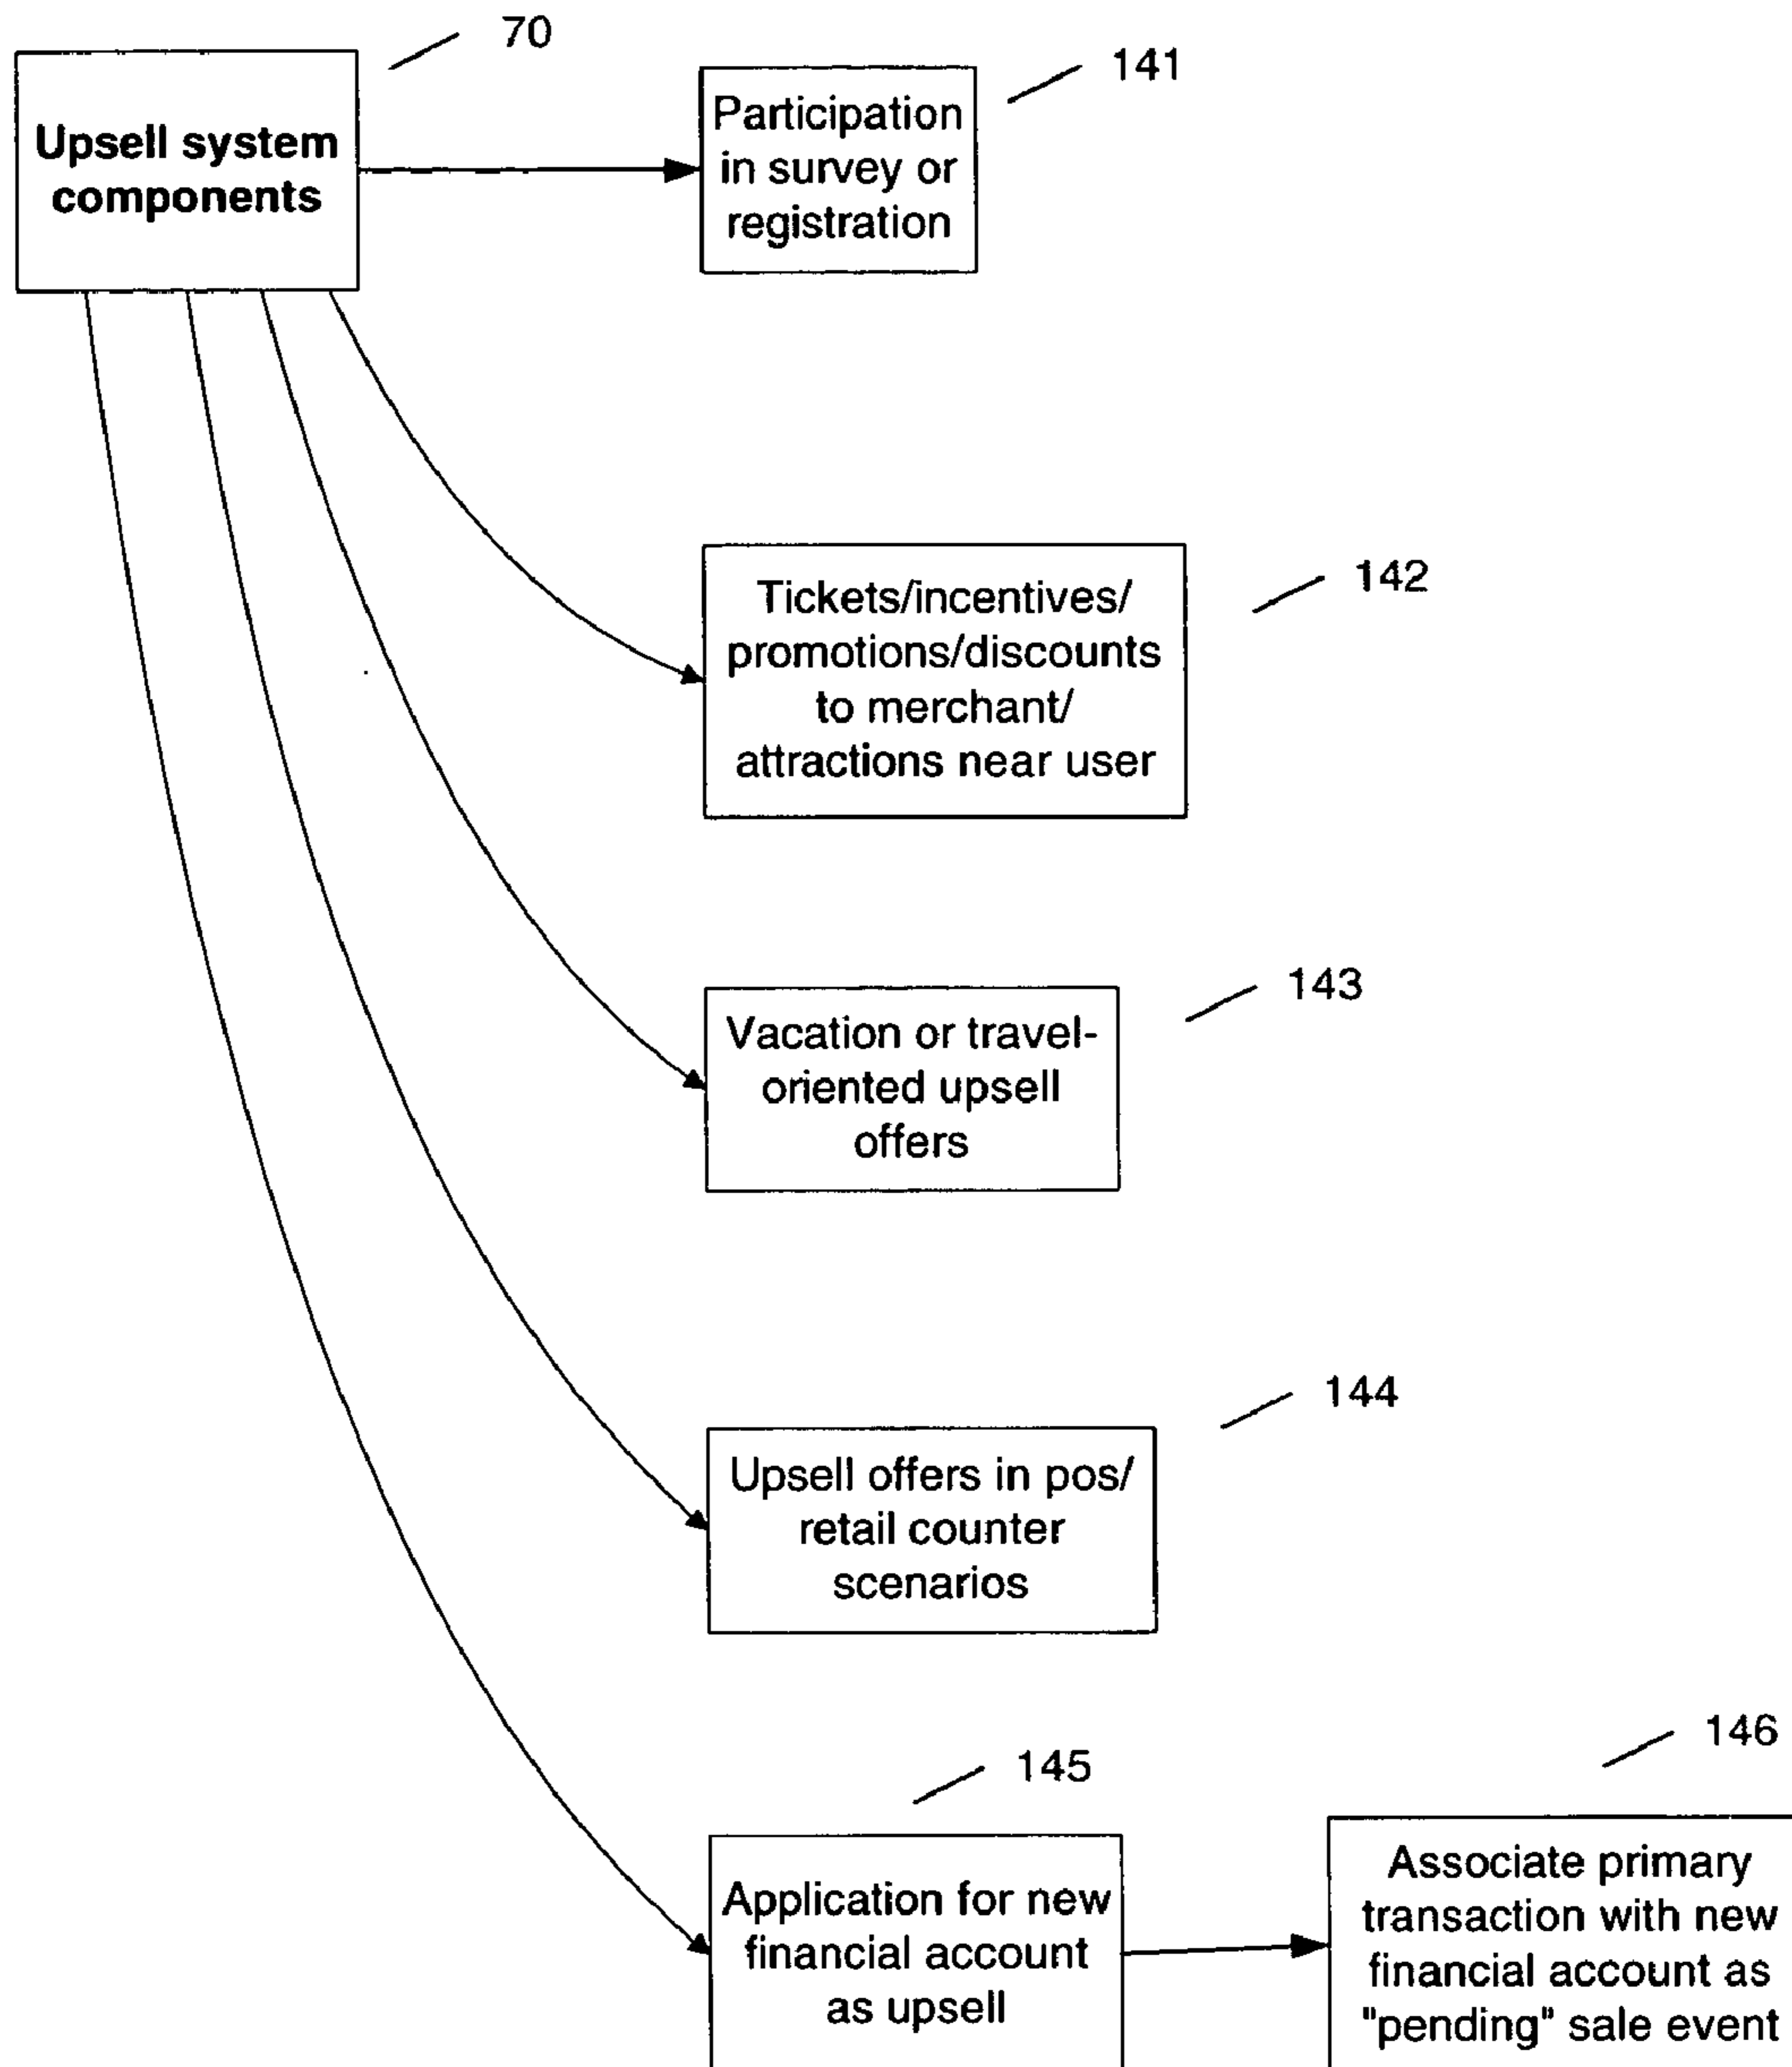 70
Upsell system
components
141
Participation
in survey or
registration
142
Tickets/incentives/
promotions/discounts
to merchant/
attractions near user
143
Vacation or travel-
oriented upsell
offers
144
Upsell offers in pos/
retail counter
scenarios
145
Application for new
financial account
as upsell
146
Associate primary
transaction with new
financial account as
"pending" sale event